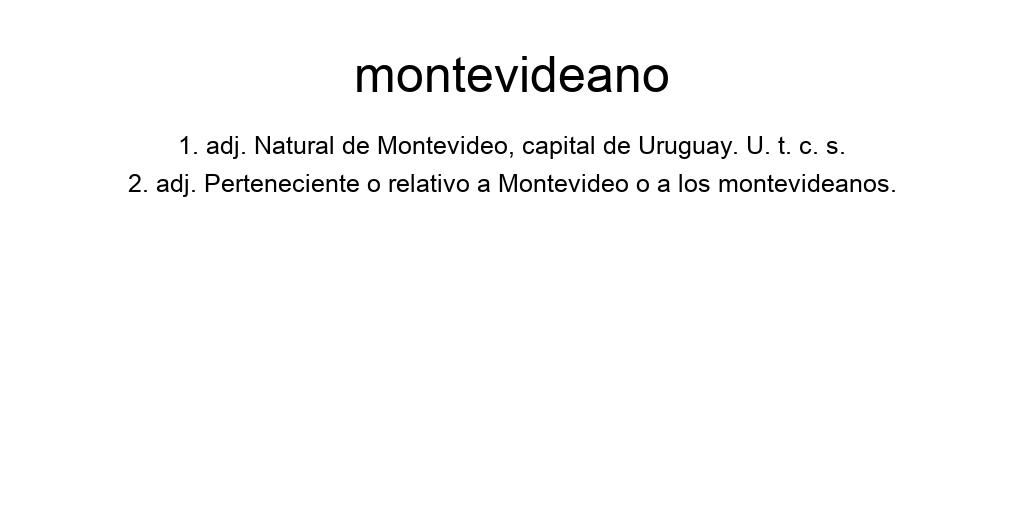 montevideano
1. adj. Natural de Montevideo, capital de Uruguay. U. t. c. s.
2. adj. Perteneciente o relativo a Montevideo o a los montevideanos.